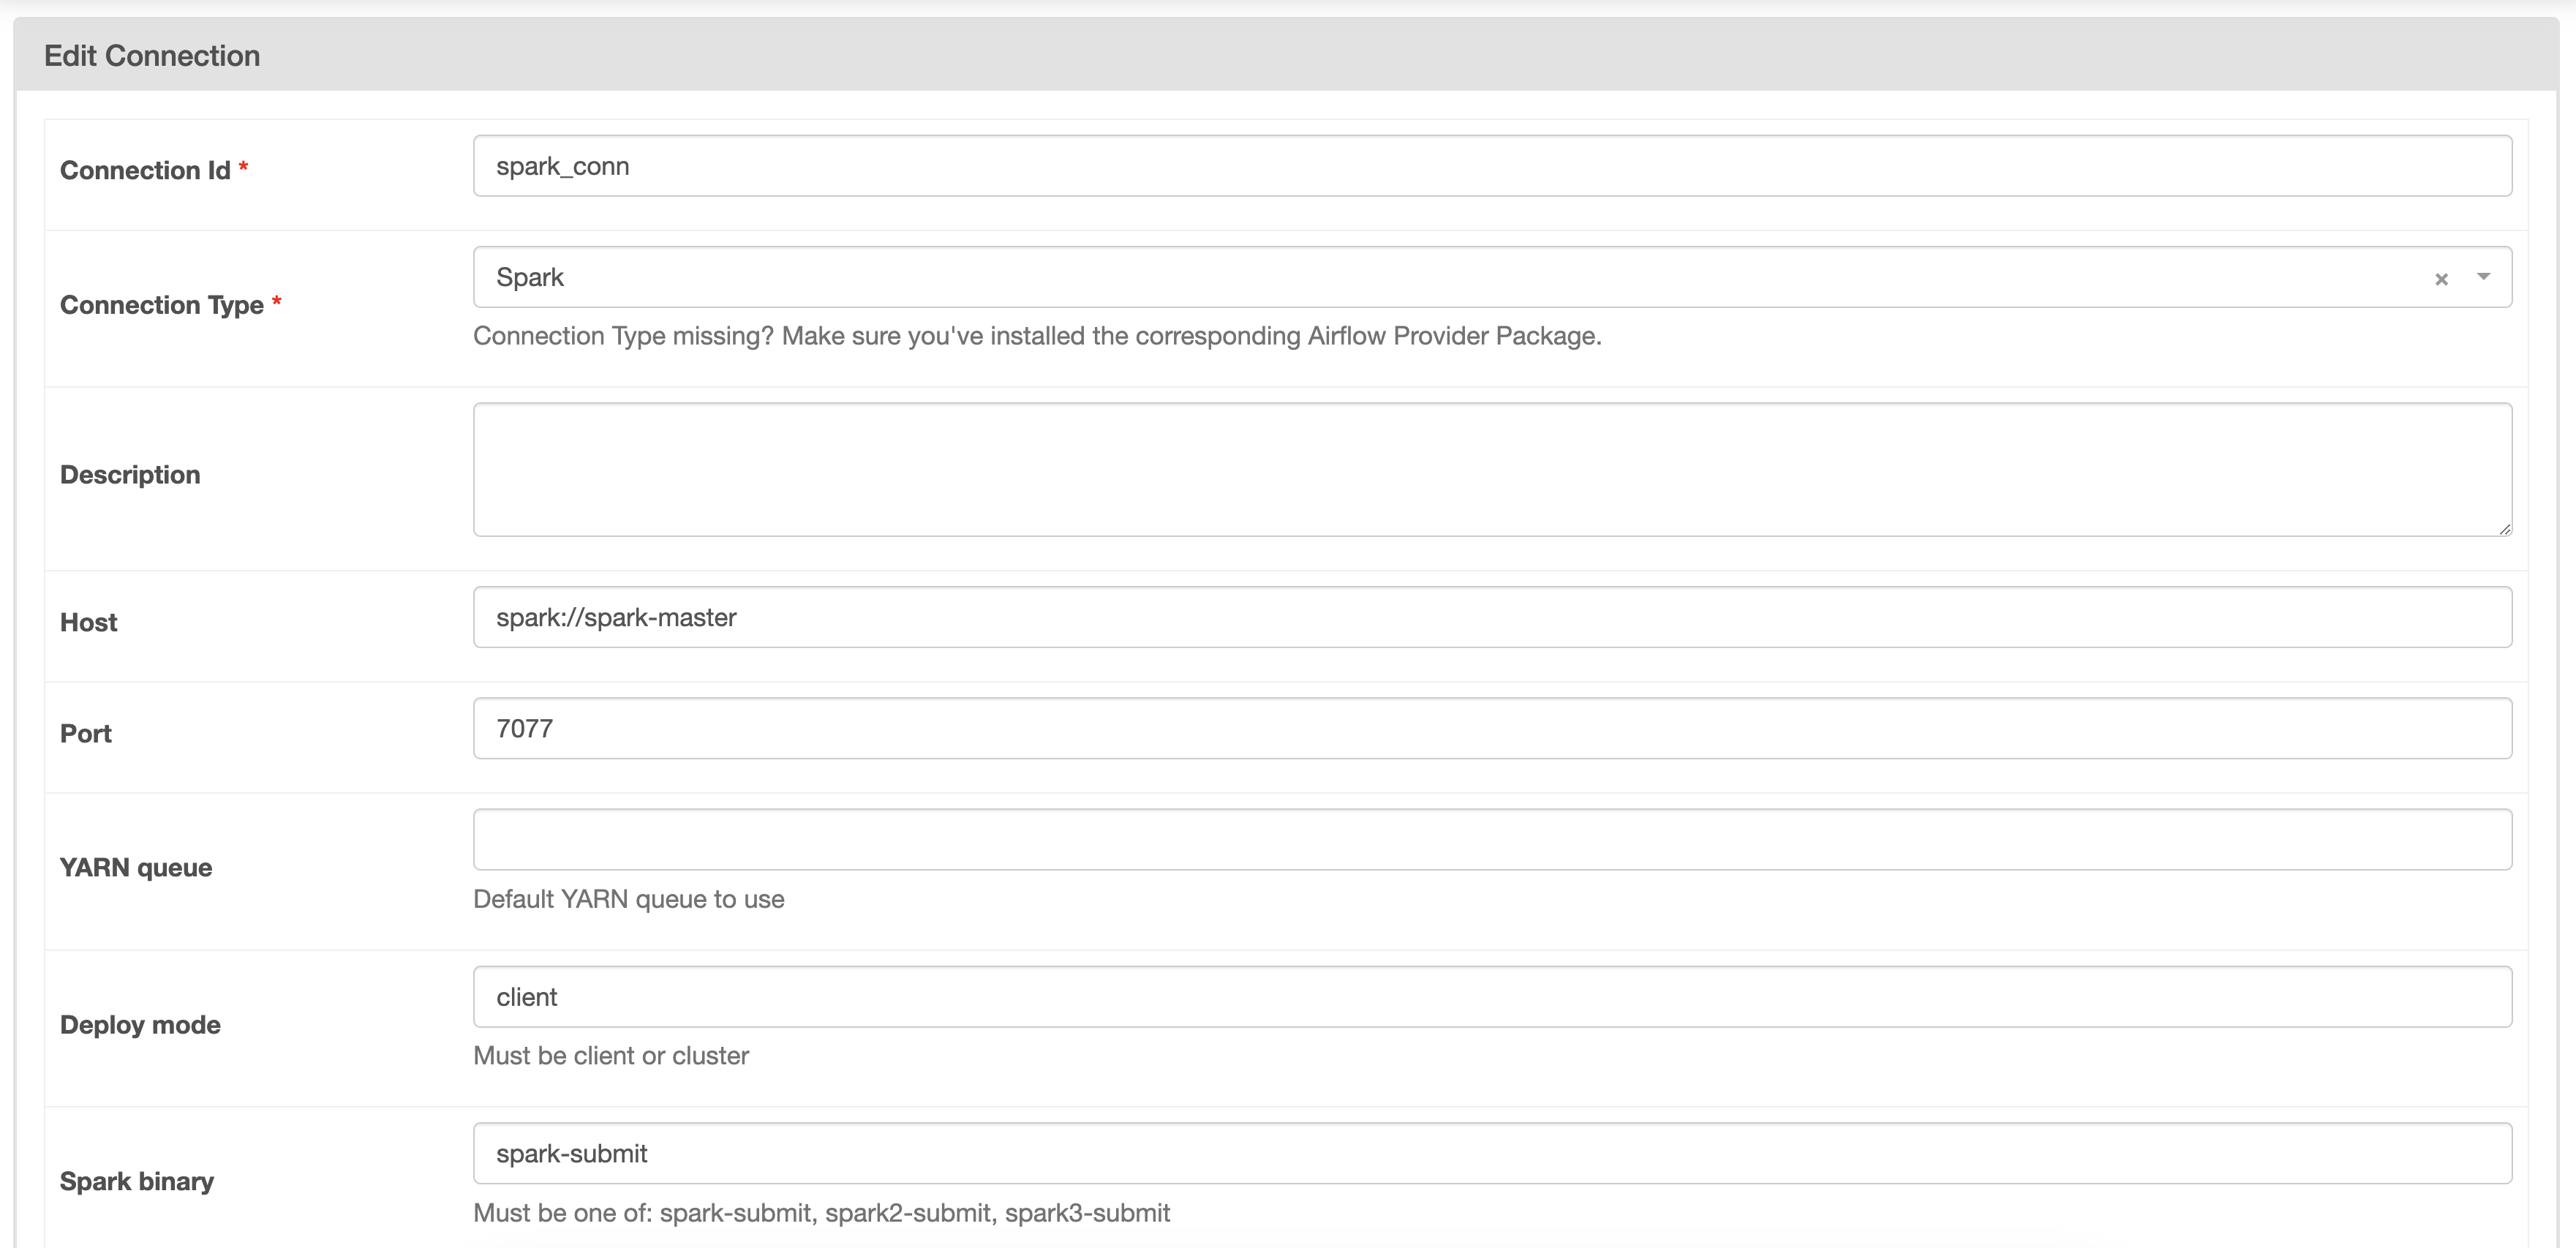 Edit Connection
Connection Id *
spark_conn
Connection Type *
Spark
Connection Type missing? Make sure you've installed the corresponding Airflow Provider Package.
Description
Host
spark://spark-master
Port
7077
YARN queue
Default YARN queue to use
Deploy mode
client
Must be client or cluster
Spark binary
spark-submit
Must be one of: spark-submit, spark2-submit, spark3-submit